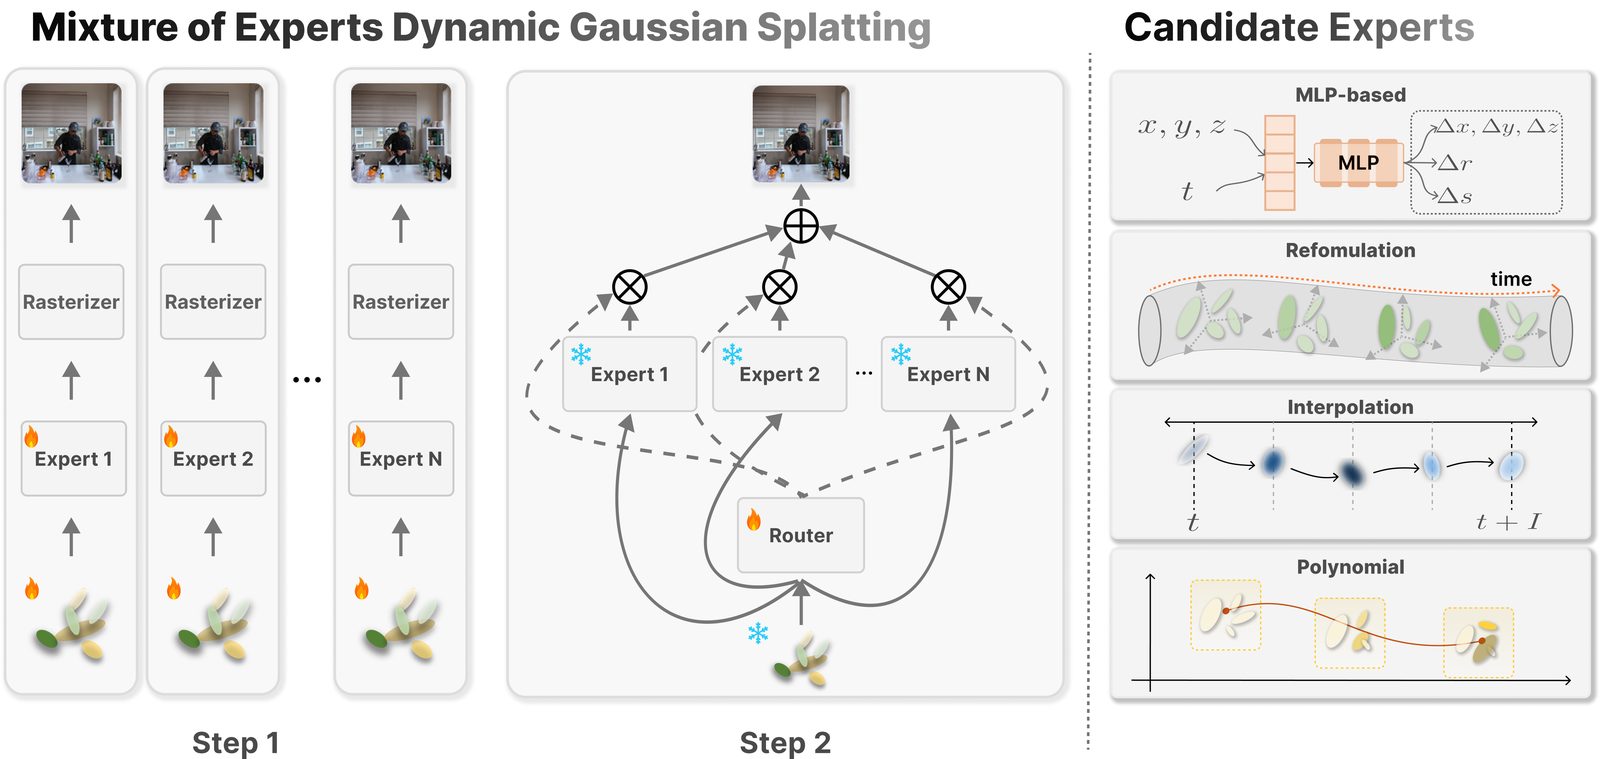 Mixture of Experts Dynamic Gaussian Splatting
Rasterizer
Rasterizer
Rasterizer
...
Expert 1
Expert 2
Expert N
Step 1
Expert 1
Expert 2
...
Expert N
Router
Step 2
Candidate Experts
MLP-based
x, y, z
t
MLP
Δx, Δy, Δz
Δr
Δs
Refomulation
time
Interpolation
t
t + I
Polynomial